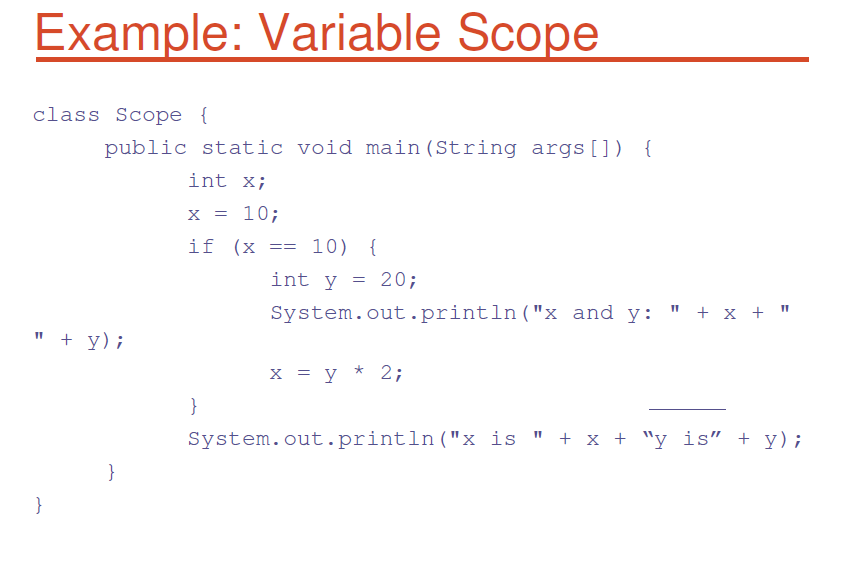 Example: Variable Scope
class Scope {
public static void main(String args[]) {
int x;
x = 10;
if (x == 10) {
int y = 20;
System.out.println("x and y: " + x + "
" + y);
x = y * 2;
}
System.out.println("x is " + x + “y is” + y);
}
}